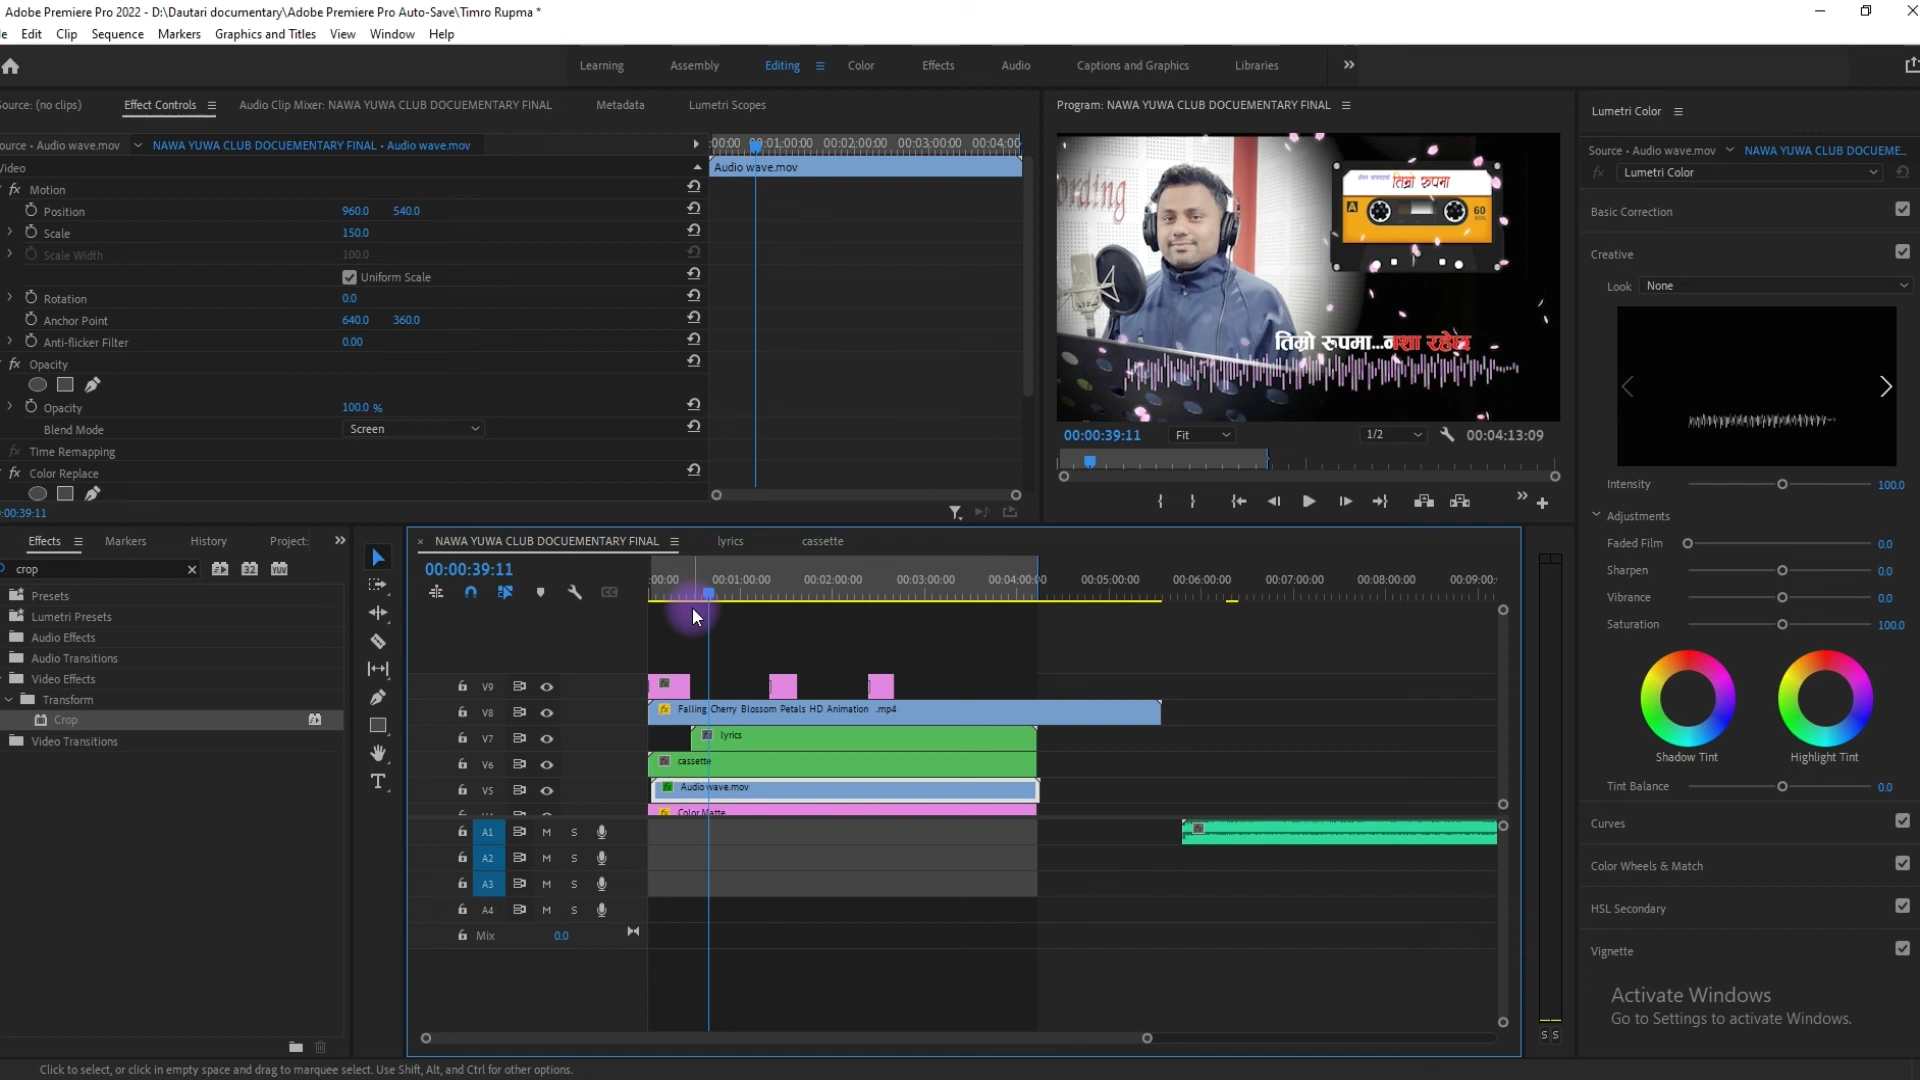 Adobe Premiere Pro 2022 - D:\Dautari documentary\Adobe Premiere Pro Auto-Save\Timro Rupma *
Edit Clip Sequence Markers Graphics and Titles View Window Help
Learning Assembly Editing Color Effects Audio Captions and Graphics Libraries
Source: (no clips) Effect Controls Audio Clip Mixer: NAWA YUWA CLUB DOCUEMENTARY FINAL Metadata Lumetri Scopes
ource • Audio wave.mov NAWA YUWA CLUB DOCUEMENTARY FINAL • Audio wave.mov
:00:00 00:01:00:00 00:02:00:00 00:03:00:00 00:04:00
Video
Audio wave.mov
fx Motion
Position 960.0 540.0
Scale 150.0
Scale Width 100.0
Uniform Scale
Rotation 0.0
Anchor Point 640.0 360.0
Anti-flicker Filter 0.00
fx Opacity
Opacity 100.0 %
Blend Mode Screen
fx Time Remapping
fx Color Replace
:00:39:11
Program: NAWA YUWA CLUB DOCUEMENTARY FINAL
ording
तिम्रो रुपमा
A
60
MIN
तिम्रो रुपमा...नशा रहेछ
00:00:39:11 Fit 1/2 00:04:13:09
Lumetri Color
Source • Audio wave.mov NAWA YUWA CLUB DOCUEME...
fx Lumetri Color
Basic Correction
Creative
Look None
Intensity 100.0
Adjustments
Faded Film 0.0
Sharpen 0.0
Vibrance 0.0
Saturation 100.0
Shadow Tint Highlight Tint
Tint Balance 0.0
Curves
Color Wheels & Match
HSL Secondary
Vignette
Activate Windows
Go to Settings to activate Windows.
Effects Markers History Project:
crop
Presets
Lumetri Presets
Audio Effects
Audio Transitions
Video Effects
Transform
Crop
Video Transitions
NAWA YUWA CLUB DOCUEMENTARY FINAL lyrics cassette
00:00:39:11
:00:00 00:01:00:00 00:02:00:00 00:03:00:00 00:04:00:00 00:05:00:00 00:06:00:00 00:07:00:00 00:08:00:00 00:09:00:
V9 fx
V8 fx Falling Cherry Blossom Petals HD Animation .mp4
V7 fx lyrics
V6 fx cassette
V5 fx Audio wave.mov
fx Color Matte
A1 M S
A2 M S
A3 M S
A4 M S
Mix 0.0
S S
Click to select, or click in empty space and drag to marquee select. Use Shift, Alt, and Ctrl for other options.